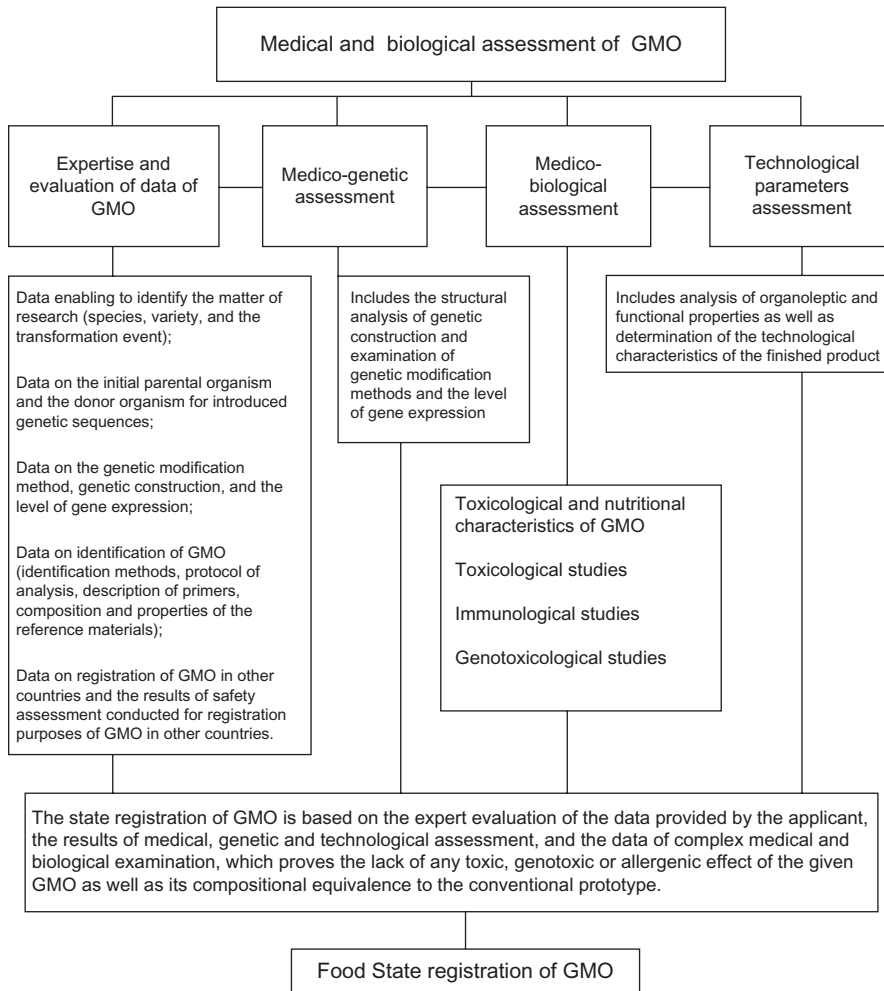 Medical and biological assessment of GMO
Expertise and
evaluation of data of
GMO
Medico-genetic
assessment
Medico-
biological
assessment
Technological
parameters
assessment
Data enabling to identify the matter of
research (species, variety, and the
transformation event);
Data on the initial parental organism
and the donor organism for introduced
genetic sequences;
Data on the genetic modification
method, genetic construction, and the
level of gene expression;
Data on identification of GMO
(identification methods, protocol of
analysis, description of primers,
composition and properties of the
reference materials);
Data on registration of GMO in other
countries and the results of safety
assessment conducted for registration
purposes of GMO in other countries.
Includes the structural
analysis of genetic
construction and
examination of
genetic modification
methods and the level
of gene expression
Toxicological and nutritional
characteristics of GMO
Toxicological studies
Immunological studies
Genotoxicological studies
Includes analysis of organoleptic and
functional properties as well as
determination of the technological
characteristics of the finished product
The state registration of GMO is based on the expert evaluation of the data provided by the applicant,
the results of medical, genetic and technological assessment, and the data of complex medical and
biological examination, which proves the lack of any toxic, genotoxic or allergenic effect of the given
GMO as well as its compositional equivalence to the conventional prototype.
Food State registration of GMO